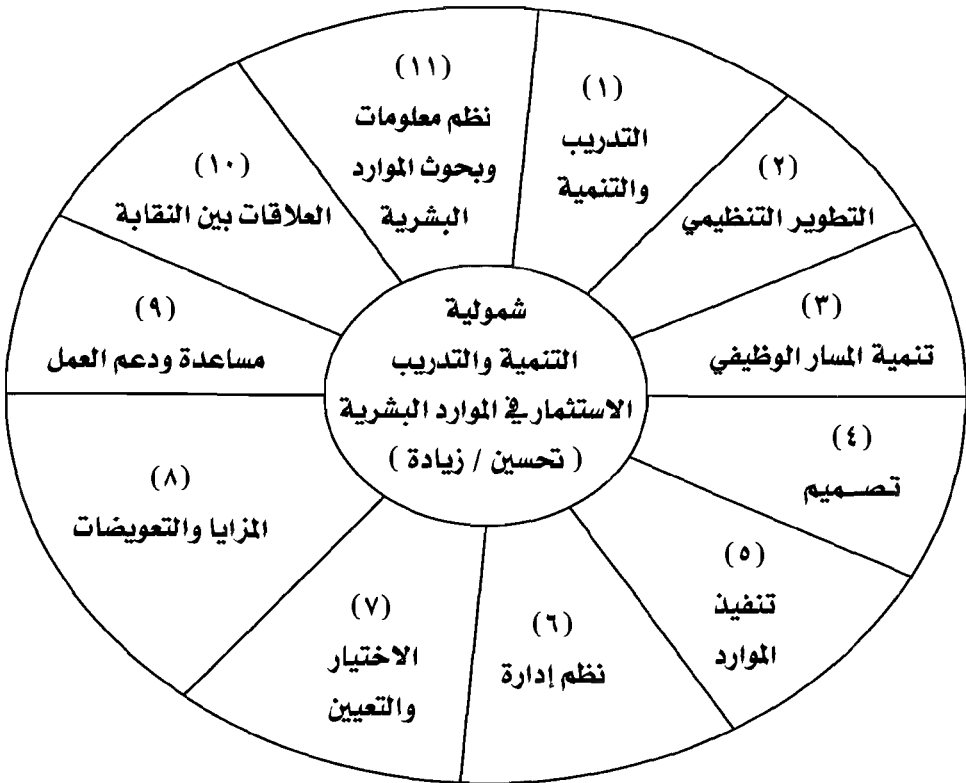 شمولية
التنمية والتدريب
الاستثمار في الموارد البشرية
( تحسين / زيادة )
(١)
التدريب
والتنمية
(٢)
التطوير التنظيمي
(٣)
تنمية المسار الوظيفي
(٤)
تصـــميم
(٥)
تنفيذ
الموارد
(٦)
نظم إدارة
(٧)
الاختيار
والتعيين
(٨)
المزايا والتعويضات
(٩)
مساعدة ودعم العمل
(١٠)
العلاقات بين النقابة
(١١)
نظم معلومات
وبحوث الموارد
البشرية